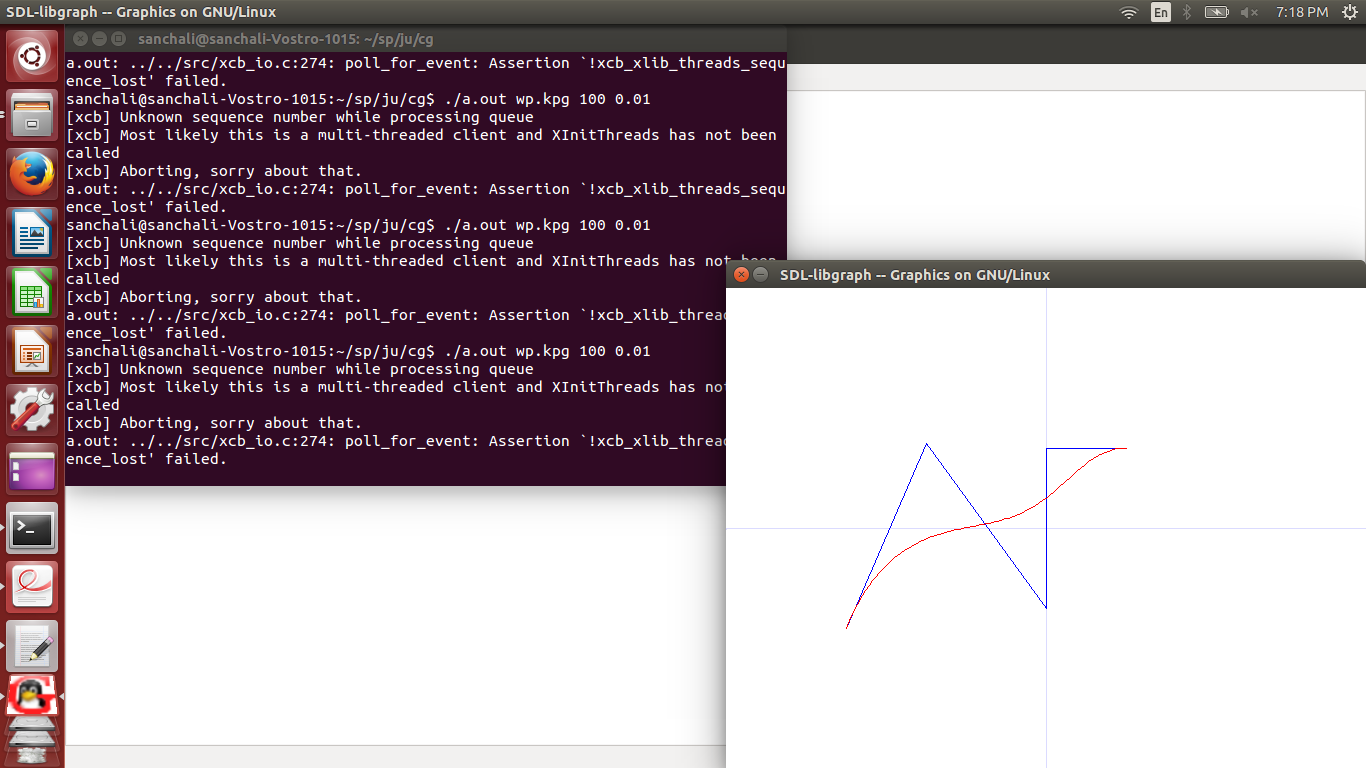 SDL-libgraph -- Graphics on GNU/Linux
En
7:18 PM
sanchali@sanchali-Vostro-1015: ~/sp/ju/cg
a.out: ../../src/xcb_io.c:274: poll_for_event: Assertion `!xcb_xlib_threads_sequ
ence_lost' failed.
sanchali@sanchali-Vostro-1015:~/sp/ju/cg$ ./a.out wp.kpg 100 0.01
[xcb] Unknown sequence number while processing queue
[xcb] Most likely this is a multi-threaded client and XInitThreads has not been
called
[xcb] Aborting, sorry about that.
a.out: ../../src/xcb_io.c:274: poll_for_event: Assertion `!xcb_xlib_threads_sequ
ence_lost' failed.
sanchali@sanchali-Vostro-1015:~/sp/ju/cg$ ./a.out wp.kpg 100 0.01
[xcb] Unknown sequence number while processing queue
[xcb] Most likely this is a multi-threaded client and XInitThreads has not been
called
[xcb] Aborting, sorry about that.
a.out: ../../src/xcb_io.c:274: poll_for_event: Assertion `!xcb_xlib_threa
ence_lost' failed.
sanchali@sanchali-Vostro-1015:~/sp/ju/cg$ ./a.out wp.kpg 100 0.01
[xcb] Unknown sequence number while processing queue
[xcb] Most likely this is a multi-threaded client and XInitThreads has not
called
[xcb] Aborting, sorry about that.
a.out: ../../src/xcb_io.c:274: poll_for_event: Assertion `!xcb_xlib_threa
ence_lost' failed.
SDL-libgraph -- Graphics on GNU/Linux